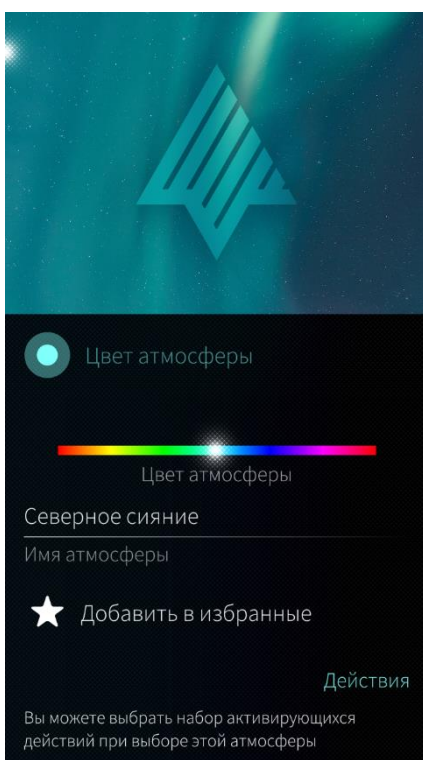 Цвет атмосферы
Цвет атмосферы
Северное сияние
Имя атмосферы
Добавить в избранные
Действия
Вы можете выбрать набор активирующихся
действий при выборе этой атмосферы